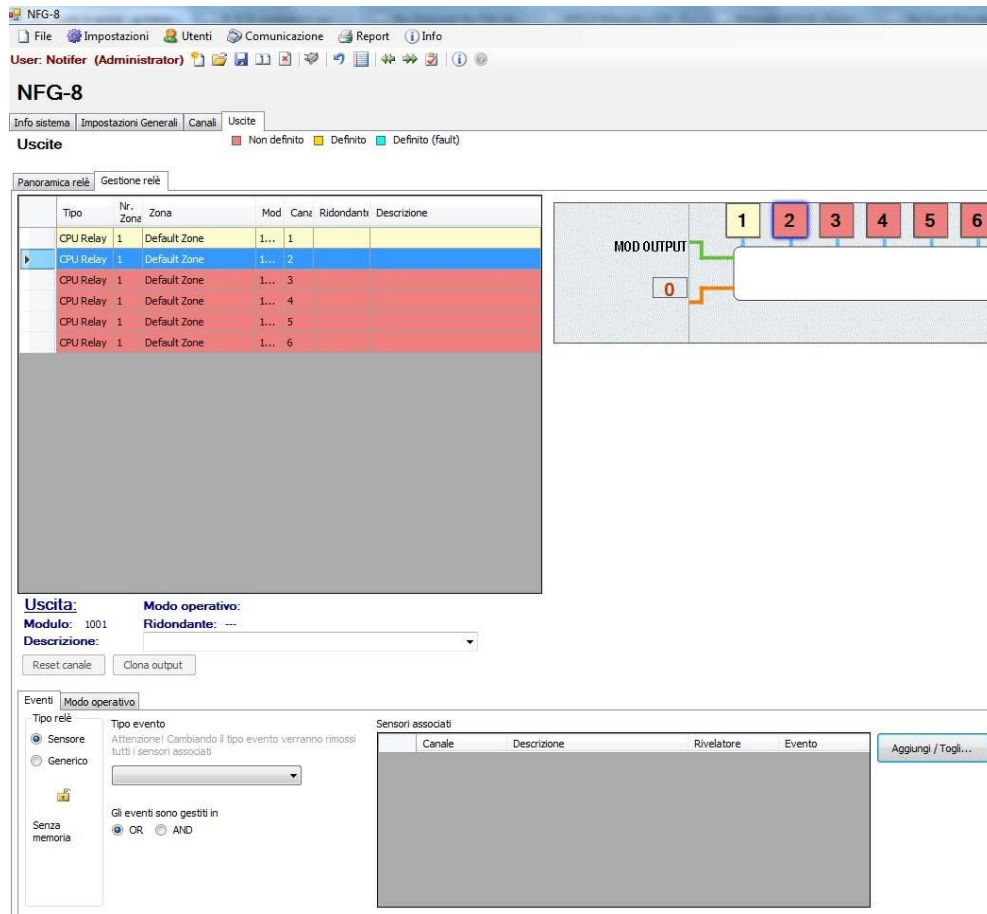 NFG-8
File Impostazioni Utenti Comunicazione Report Info
User: Notifer (Administrator)
NFG-8
Info sistema Impostazioni Generali Canali Uscite
Uscite Non definito Definito Definito (fault)
Panoramica relè Gestione relè
Tipo Nr. Zona Zona Mod Cana Ridondante Descrizione
CPU Relay 1 Default Zone 1... 1
CPU Relay 1 Default Zone 1... 2
CPU Relay 1 Default Zone 1... 3
CPU Relay 1 Default Zone 1... 4
CPU Relay 1 Default Zone 1... 5
CPU Relay 1 Default Zone 1... 6
1 2 3 4 5 6
MOD OUTPUT
0
Uscita: Modo operativo:
Modulo: 1001 Ridondante: ---
Descrizione:
Reset canale Clona output
Eventi Modo operativo
Tipo relè
Sensore
Generico
Senza
memoria
Tipo evento
Attenzione! Cambiando il tipo evento verranno rimossi
tutti i sensori associati
Gli eventi sono gestiti in
OR AND
Sensori associati
Canale Descrizione Rivelatore Evento
Aggiungi / Togli...